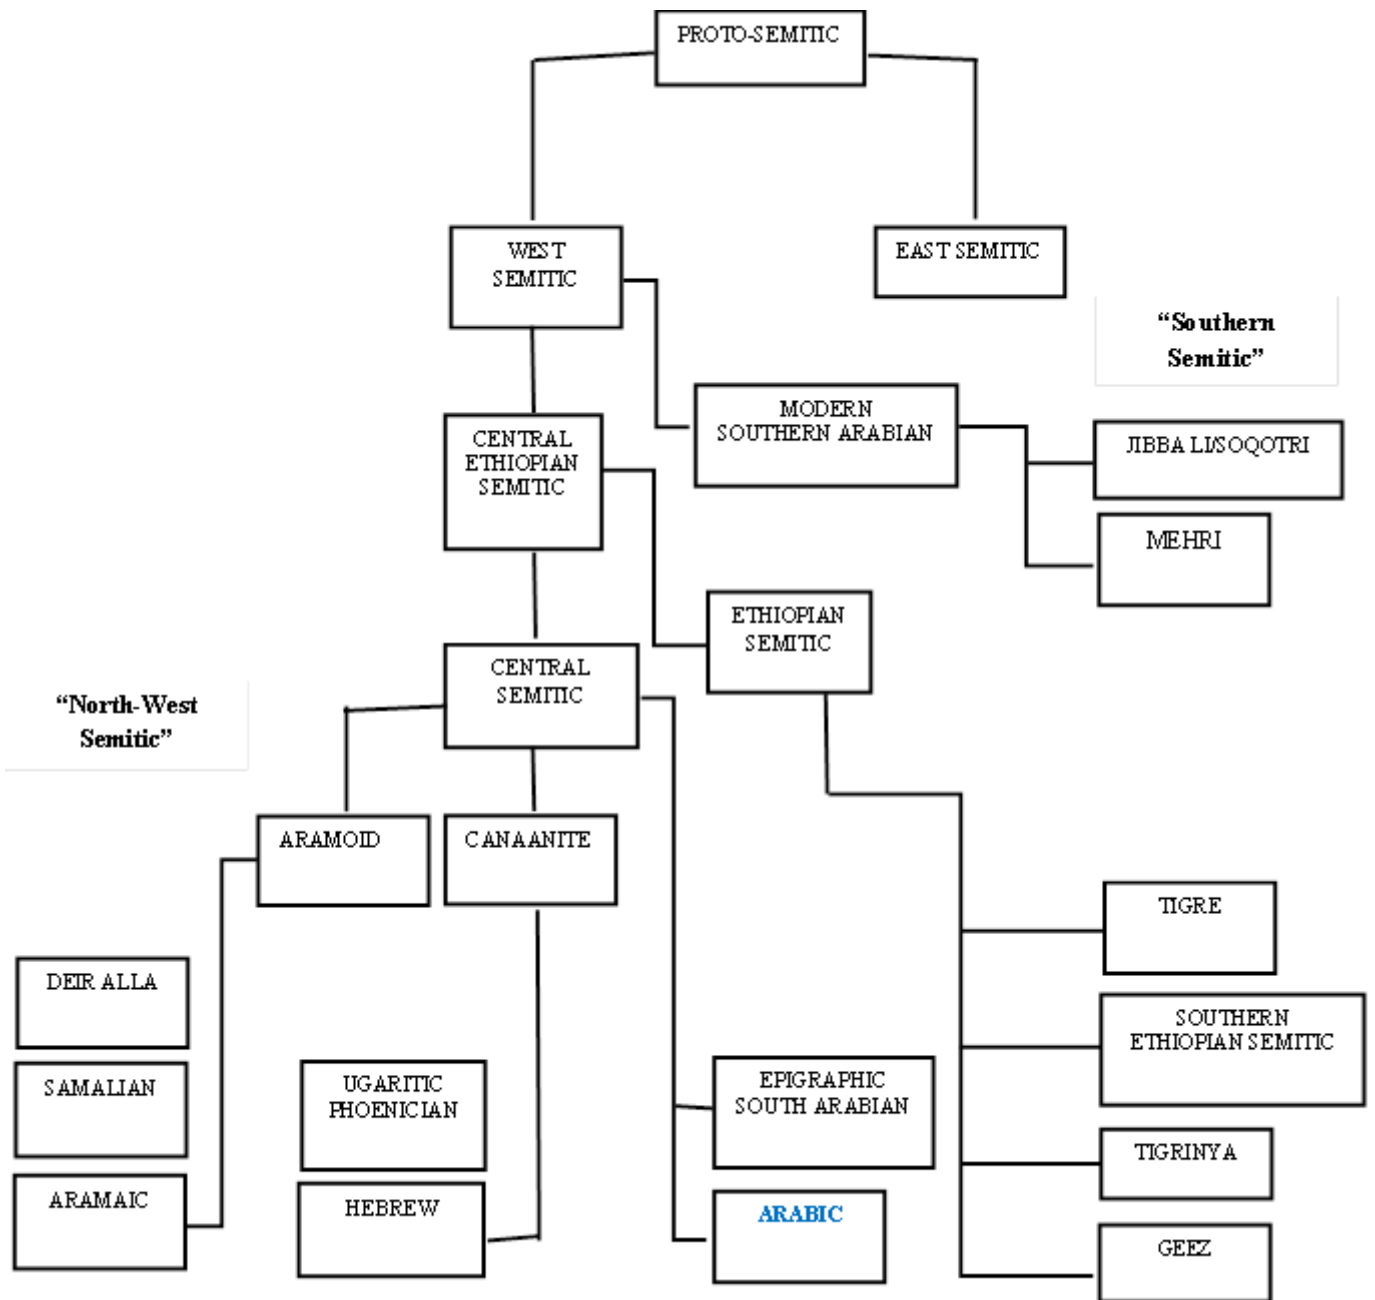 PROTO-SEMITIC
WEST
SEMITIC
EAST SEMITIC
“Southern
Semitic”
MODERN
SOUTHERN ARABIAN
CENTRAL
ETHIOPIAN
SEMITIC
JIBBA LI/SOQOTRI
MEHRI
ETHIOPIAN
SEMITIC
CENTRAL
SEMITIC
“North-West
Semitic”
ARAMOID
CANAANITE
TIGRE
DEIR ALLA
SOUTHERN
ETHIOPIAN SEMITIC
SAMALIAN
UGARITIC
PHOENICIAN
EPIGRAPHIC
SOUTH ARABIAN
TIGRINYA
ARAMAIC
HEBREW
ARABIC
GEEZ